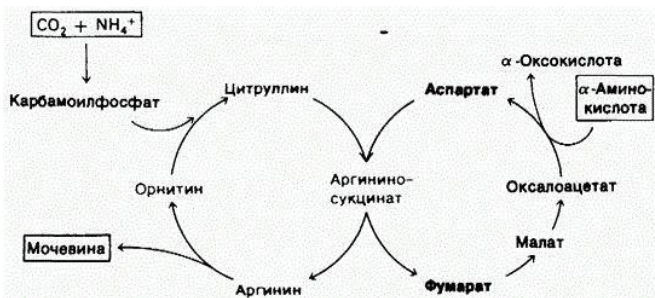 CO₂ + NH₄⁺
Карбамоилфосфат
Цитруллин
Аспартат
α-Оксокислота
α-Амино-
кислота
Орнитин
Аргинино-
сукцинат
Оксалоацетат
Мочевина
Малат
Аргинин
Фумарат